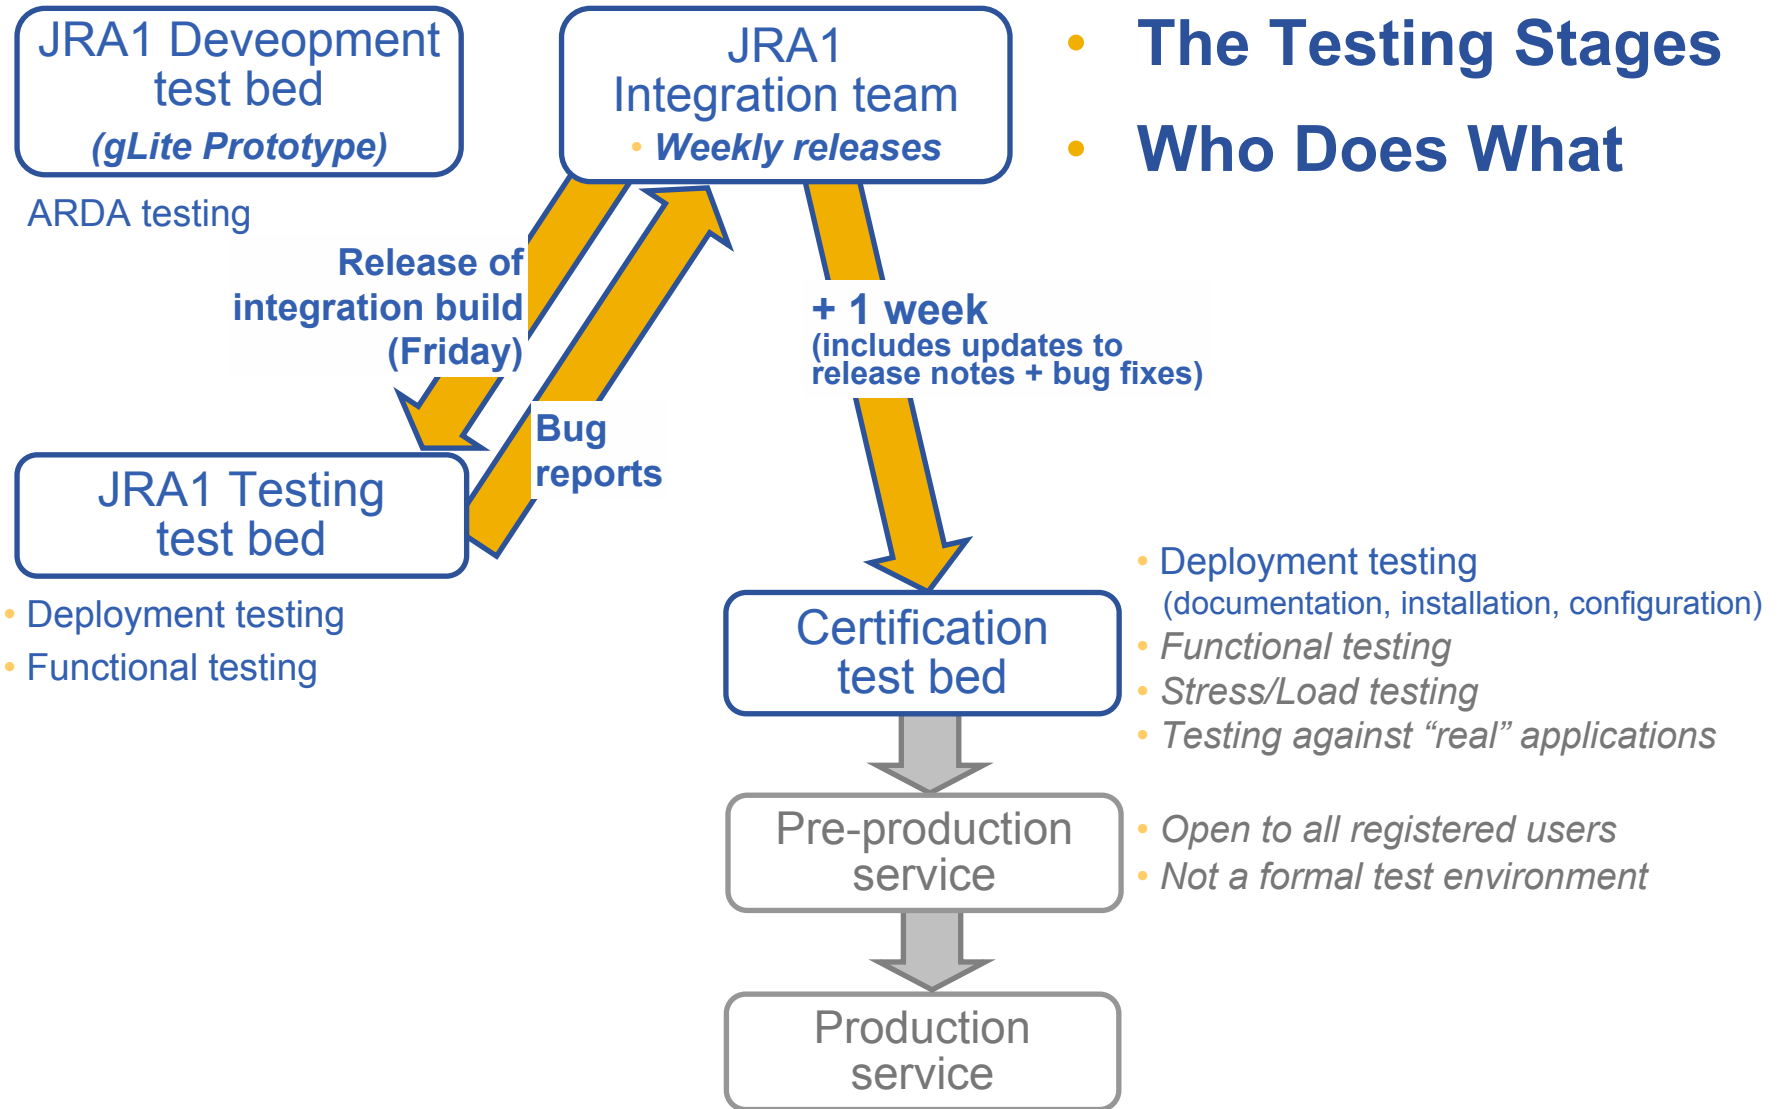 JRA1 Deveopment
test bed
(gLite Prototype)
ARDA testing
JRA1
Integration team
• Weekly releases
• The Testing Stages
• Who Does What
Release of
integration build
(Friday)
Bug
reports
+ 1 week
(includes updates to
release notes + bug fixes)
JRA1 Testing
test bed
• Deployment testing
• Functional testing
Certification
test bed
• Deployment testing
(documentation, installation, configuration)
• Functional testing
• Stress/Load testing
• Testing against “real” applications
Pre-production
service
• Open to all registered users
• Not a formal test environment
Production
service